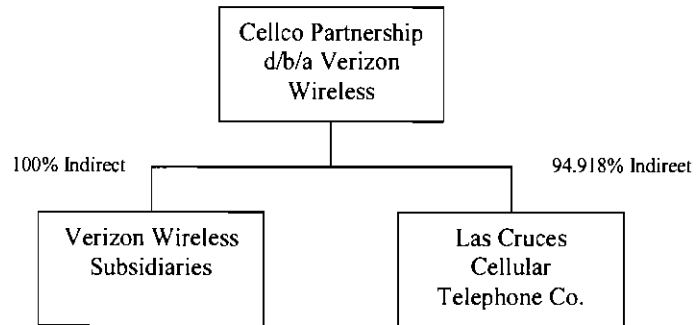 Cellco Partnership
d/b/a Verizon
Wireless
100% Indirect
94.918% Indireet
Verizon Wireless
Subsidiaries
Las Cruces
Cellular
Telephone Co.